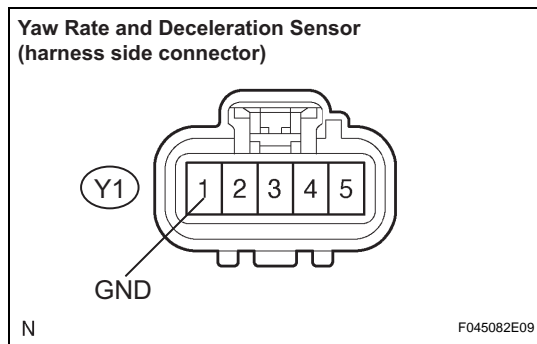 Yaw Rate and Deceleration Sensor
(harness side connector)
Y1
1 2 3 4 5
GND
N
F045082E09